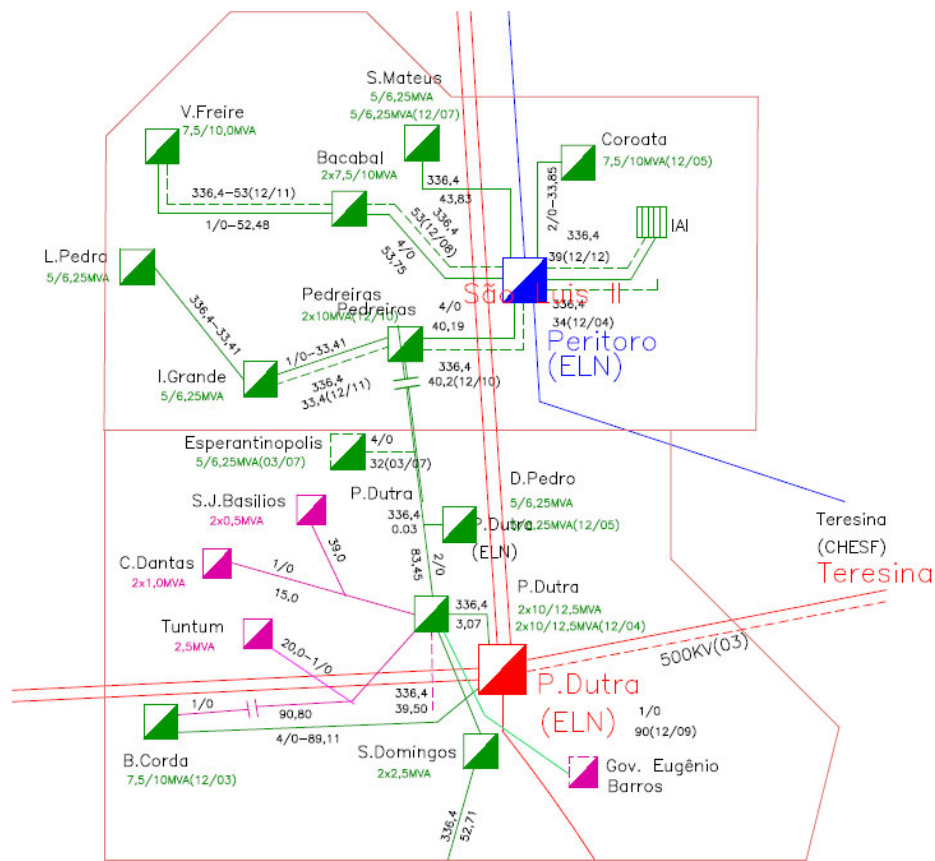 S.Mateus
5/6,25MVA
5/6,25MVA(12/07)
V.Freire
7,5/10,0MVA
Bacabal
2x7,5/10MVA
Coroata
7,5/10MVA(12/05)
336,4-53(12/11)
1/0-52,48
336,4
43,83
2/0-33,85
336,4
53(12/08)
4/0
53,75
IAI
336,4
39(12/12)
L.Pedra
5/6,25MVA
São Luis II
336,4
34(12/04)
Peritoro
(ELN)
Pedreiras
2x10MVA(12/10)
Pedreiras
4/0
40,19
336,4
40,2(12/10)
336,4-33,41
1/0-33,41
336,4
33,4(12/11)
I.Grande
5/6,25MVA
Esperantinopolis
5/6,25MVA(03/07)
4/0
32(03/07)
D.Pedro
5/6,25MVA
6,25MVA(12/05)
P.Dutra
336,4
0.03
P.Dutra
(ELN)
83,45
2/0
S.J.Basilios
2x0,5MVA
39,0
C.Dantas
2x1,0MVA
1/0
15,0
Teresina
(CHESF)
Teresina
P.Dutra
2x10/12,5MVA
2x10/12,5MVA(12/04)
336,4
3,07
Tuntum
2,5MVA
20,0-1/0
500KV(03)
P.Dutra
(ELN)
336,4
39,50
1/0
90,80
4/0-89,11
B.Corda
7,5/10MVA(12/03)
S.Domingos
2x2,5MVA
1/0
90(12/09)
Gov. Eugênio
Barros
336,4
52,71